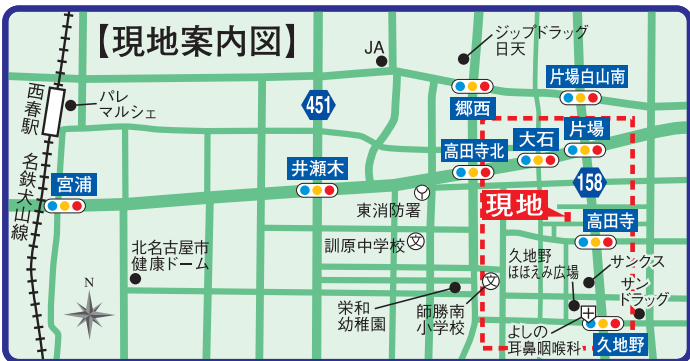 【現地案内図】
JA
ジップドラッグ
日天
片場白山南
西春駅
パレ
マルシェ
451
郷西
片場
大石
高田寺北
井瀬木
158
宮浦
名鉄犬山線
東消防署
現地
高田寺
訓原中学校
文
北名古屋市
健康ドーム
久地野
ほほえみ広場
サンクス
N
サン
ドラッグ
栄和
幼稚園
師勝南
小学校
文
よしの
耳鼻咽喉科
久地野